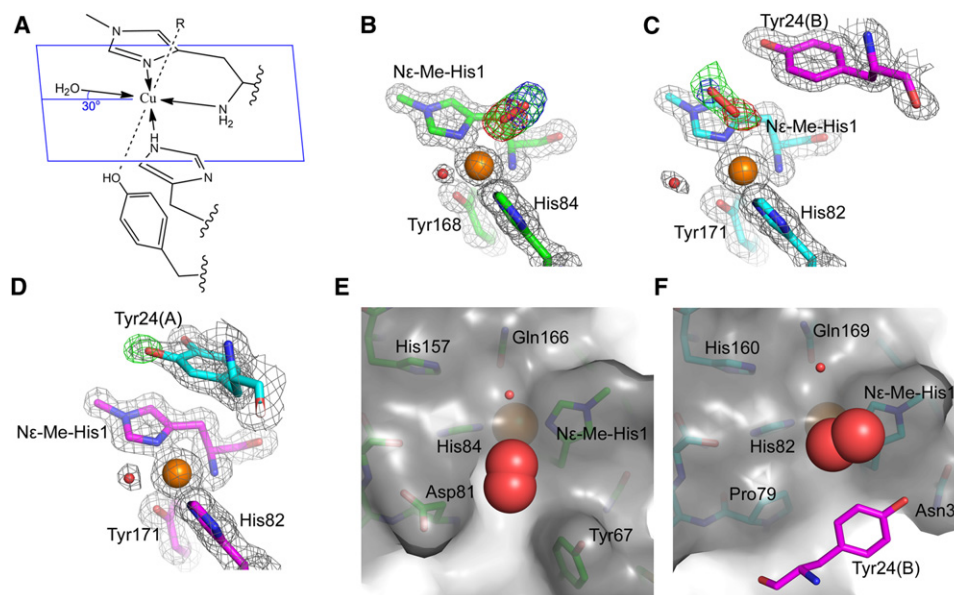 A
R
N
N
H₂O
30°
Cu
N
H₂
H
N
N
HO
B
Nε-Me-His1
Tyr168
His84
C
Tyr24(B)
Nε-Me-His1
Tyr171
His82
D
Tyr24(A)
Nε-Me-His1
Tyr171
His82
E
His157
Gln166
His84
Nε-Me-His1
Asp81
Tyr67
F
His160
Gln169
Nε-Me-His1
His82
Pro79
Asn3
Tyr24(B)